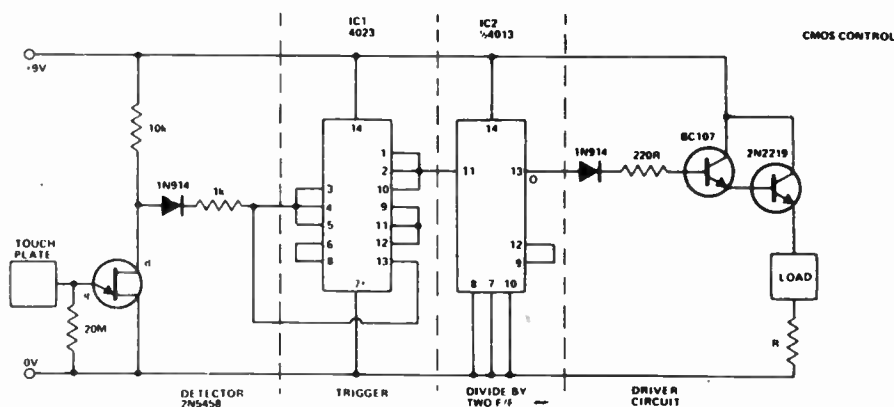 IC1
4023
IC2
½4013
CMOS CONTROL
+9V
10k
14
14
BC107
2N2219
1N914
220R
1N914
1k
1
2
10
3
4
5
9
11
12
6
8
13
7
11
13
12
9
8 7 10
TOUCH
PLATE
d
g
20M
LOAD
R
0V
DETECTOR
2N5458
TRIGGER
DIVIDE BY
TWO F/F
DRIVER
CIRCUIT